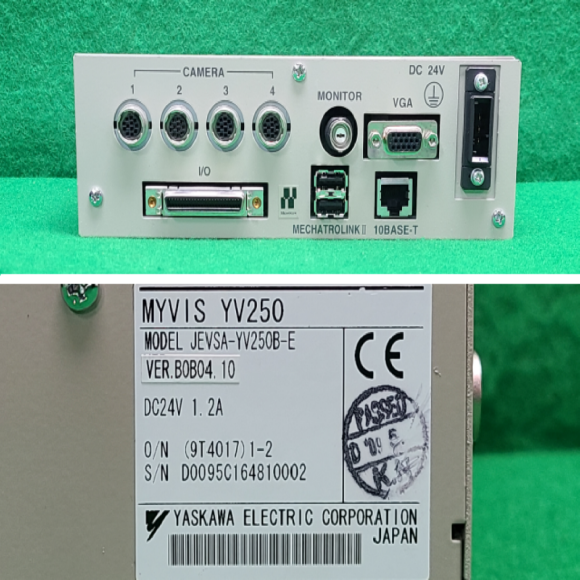 CAMERA
DC 24V
1 2 3 4
MONITOR
VGA
I/O
MECHATROLINK II 10BASE-T
MYVIS YV250
MODEL JEVSA-YV250B-E
VER.B0B04.10
CE
DC24V 1.2A
PASSED
O/N (9T4017)1-2
S/N D0095C164810002
YASKAWA ELECTRIC CORPORATION
JAPAN